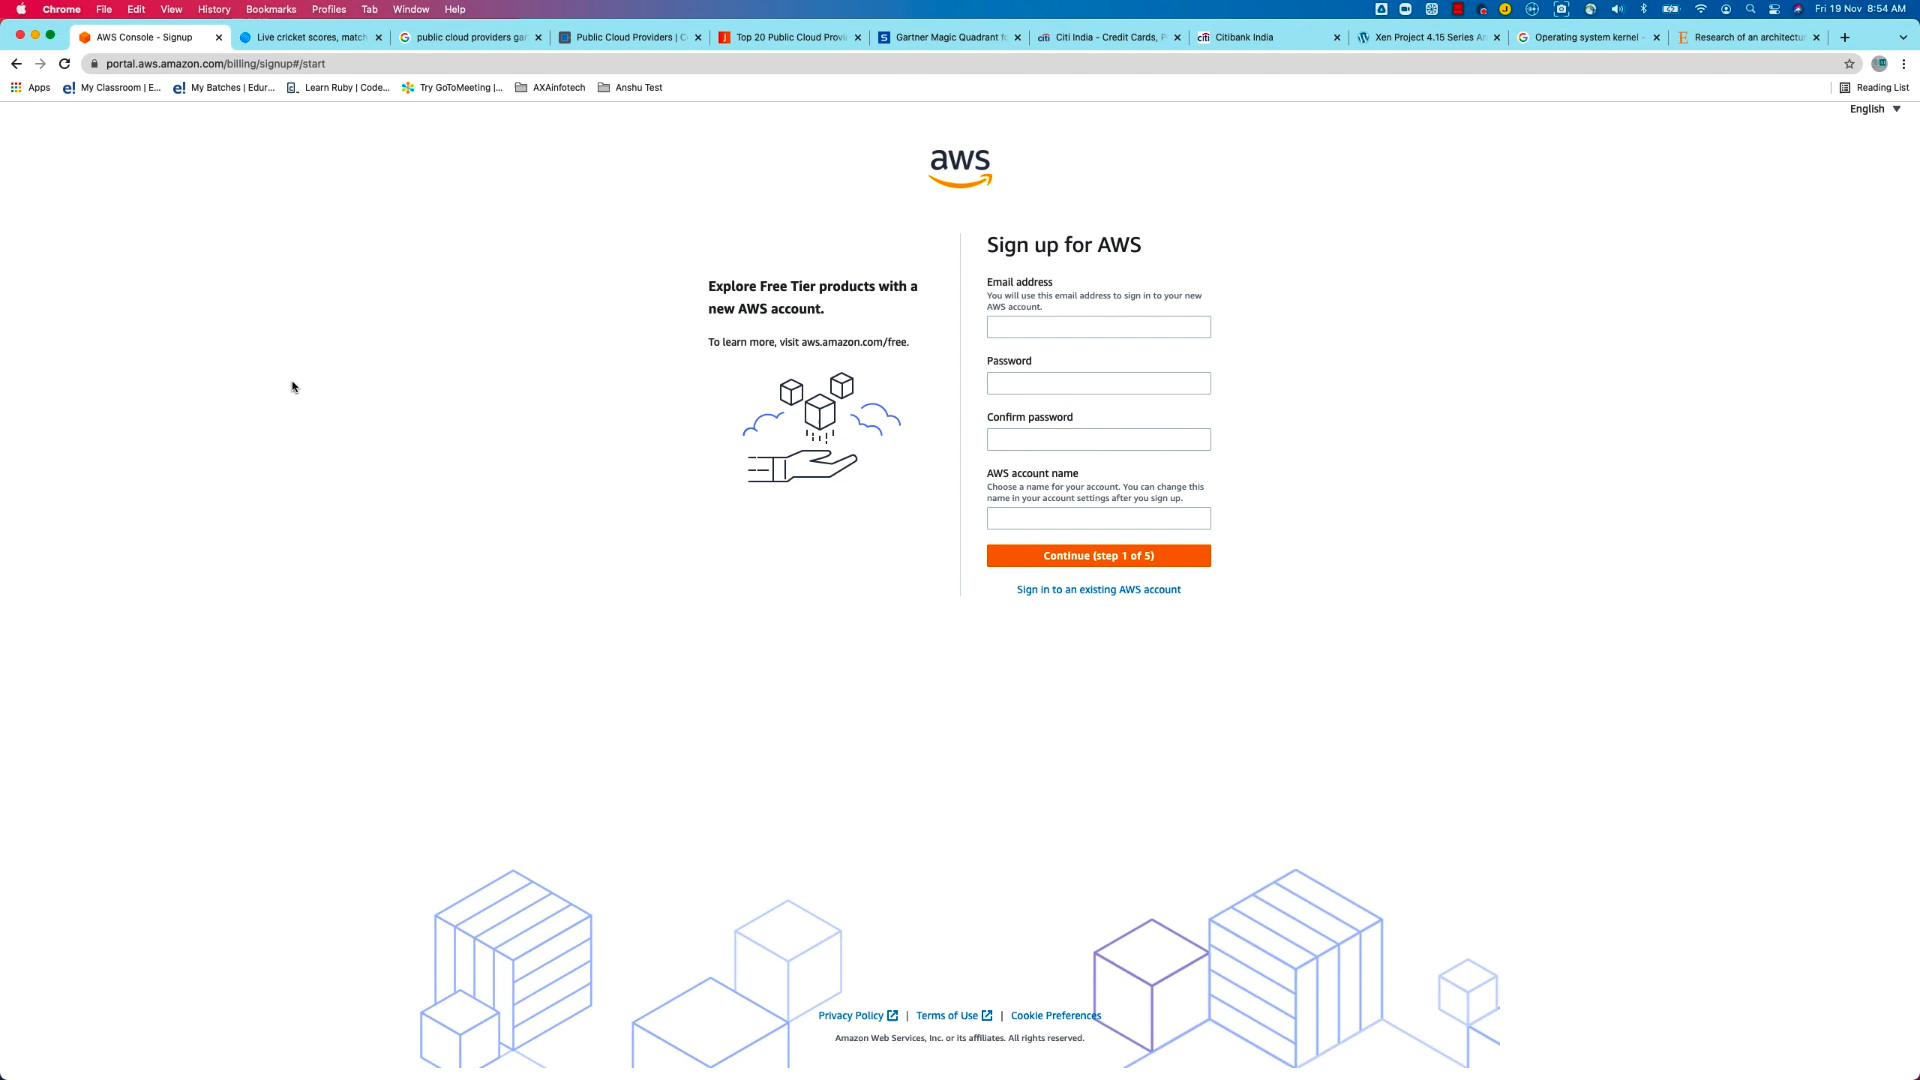 Chrome File Edit View History Bookmarks Profiles Tab Window Help
Fri 19 Nov 8:54 AM
AWS Console - Signup
Live cricket scores, match
public cloud providers gar
Public Cloud Providers | C
Top 20 Public Cloud Provi
Gartner Magic Quadrant fo
Citi India - Credit Cards, P
Citibank India
Xen Project 4.15 Series An
Operating system kernel -
Research of an architectu
portal.aws.amazon.com/billing/signup#/start
Apps
My Classroom | E...
My Batches | Edur...
Learn Ruby | Code...
Try GoToMeeting |...
AXAinfotech
Anshu Test
Reading List
English
aws
Explore Free Tier products with a
new AWS account.
To learn more, visit aws.amazon.com/free.
Sign up for AWS
Email address
You will use this email address to sign in to your new
AWS account.
Password
Confirm password
AWS account name
Choose a name for your account. You can change this
name in your account settings after you sign up.
Continue (step 1 of 5)
Sign in to an existing AWS account
Privacy Policy | Terms of Use | Cookie Preferences
Amazon Web Services, Inc. or its affiliates. All rights reserved.